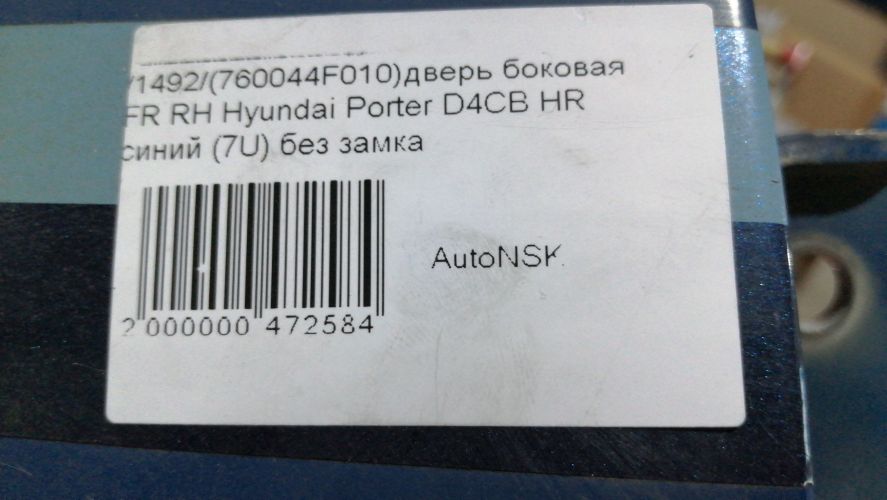 /1492/(760044F010)дверь боковая
FR RH Hyundai Porter D4CB HR
синий (7U) без замка
AutoNSK
2 000000 472584